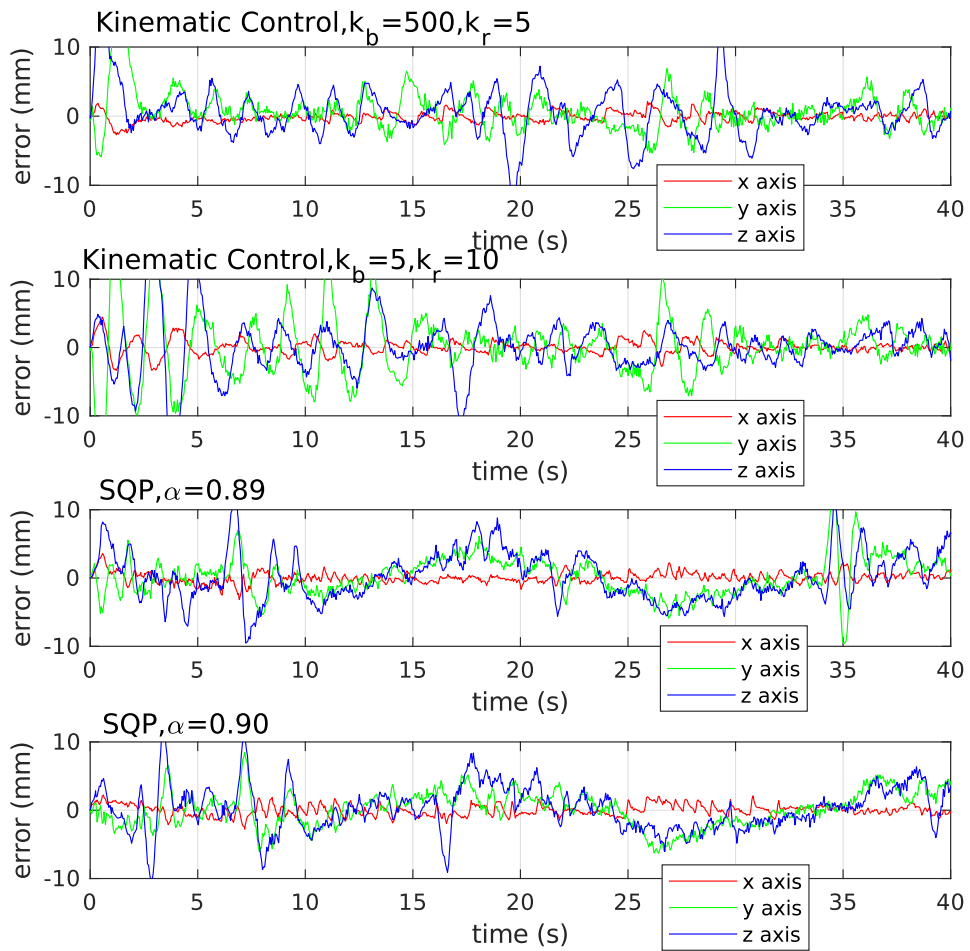 Kinematic Control,k_b=500,k_r=5
10
0
-10
error (mm)
0 5 10 15 20 25 35 40
time (s)
x axis
y axis
z axis
Kinematic Control,k_b=5,k_r=10
10
0
-10
error (mm)
0 5 10 15 20 25 35 40
time (s)
x axis
y axis
z axis
SQP,α=0.89
10
0
-10
error (mm)
0 5 10 15 20 25 35 40
time (s)
x axis
y axis
z axis
SQP,α=0.90
10
0
-10
error (mm)
0 5 10 15 20 25 35 40
time (s)
x axis
y axis
z axis